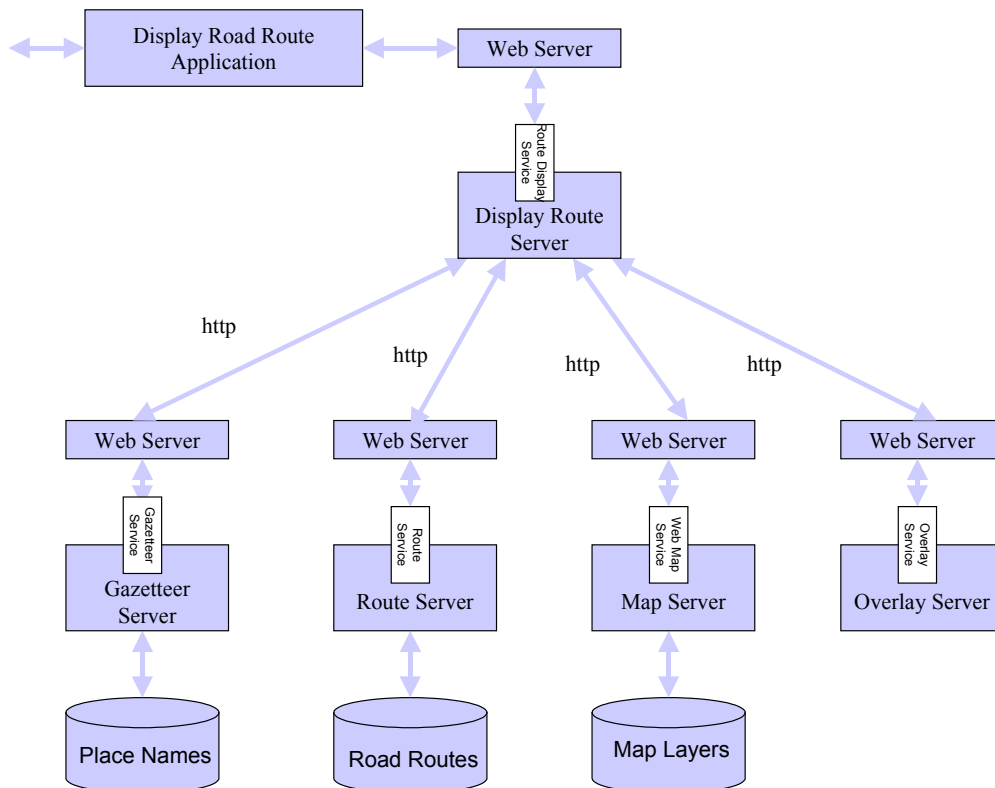 Display Road Route
Application
Web Server
Route Display
Service
Display Route
Server
http
http
http
http
Web Server
Web Server
Web Server
Web Server
Gazetteer
Service
Route
Service
Web Map
Service
Overlay
Service
Gazetteer
Server
Route Server
Map Server
Overlay Server
Place Names
Road Routes
Map Layers